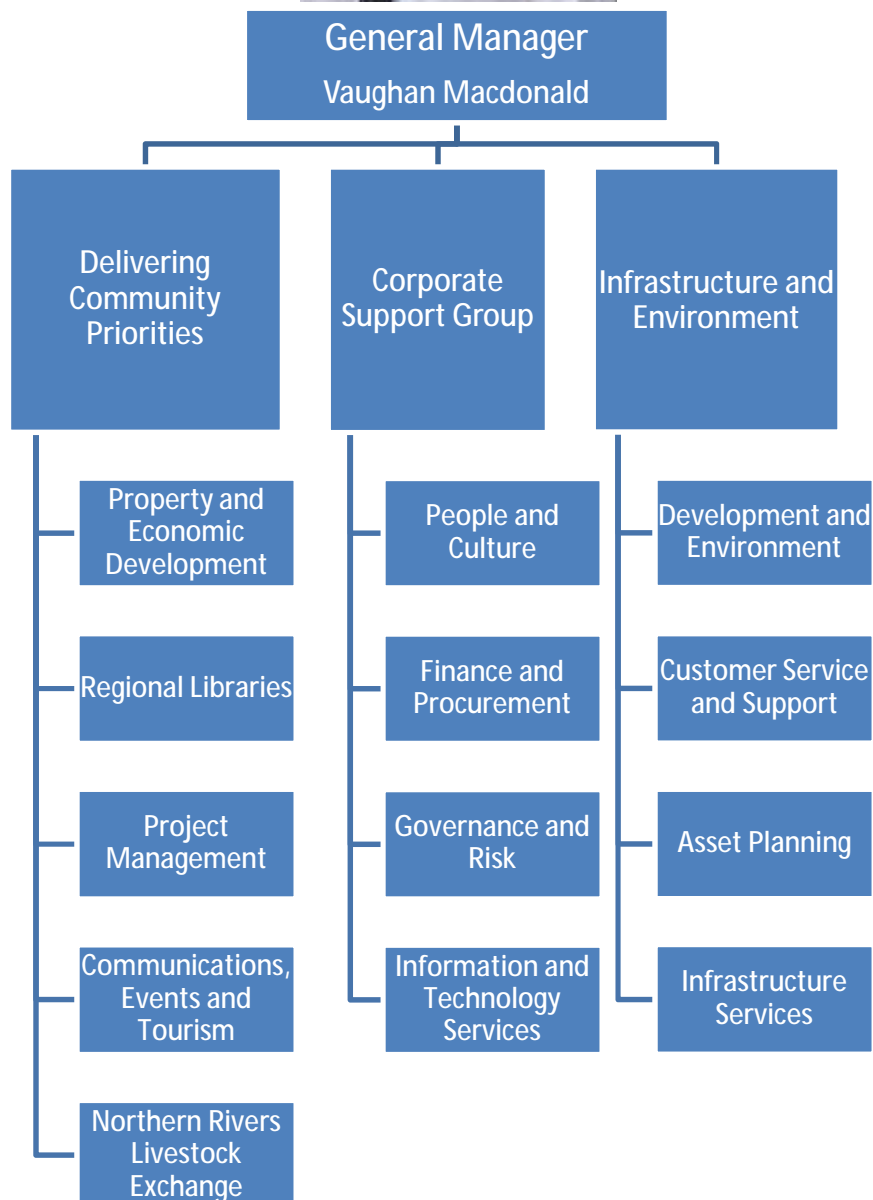 General Manager
Vaughan Macdonald
Delivering
Community
Priorities
Property and
Economic
Development
Regional Libraries
Project
Management
Communications,
Events and
Tourism
Northern Rivers
Livestock
Exchange
Corporate
Support Group
People and
Culture
Finance and
Procurement
Governance and
Risk
Information and
Technology
Services
Infrastructure and
Environment
Development and
Environment
Customer Service
and Support
Asset Planning
Infrastructure
Services